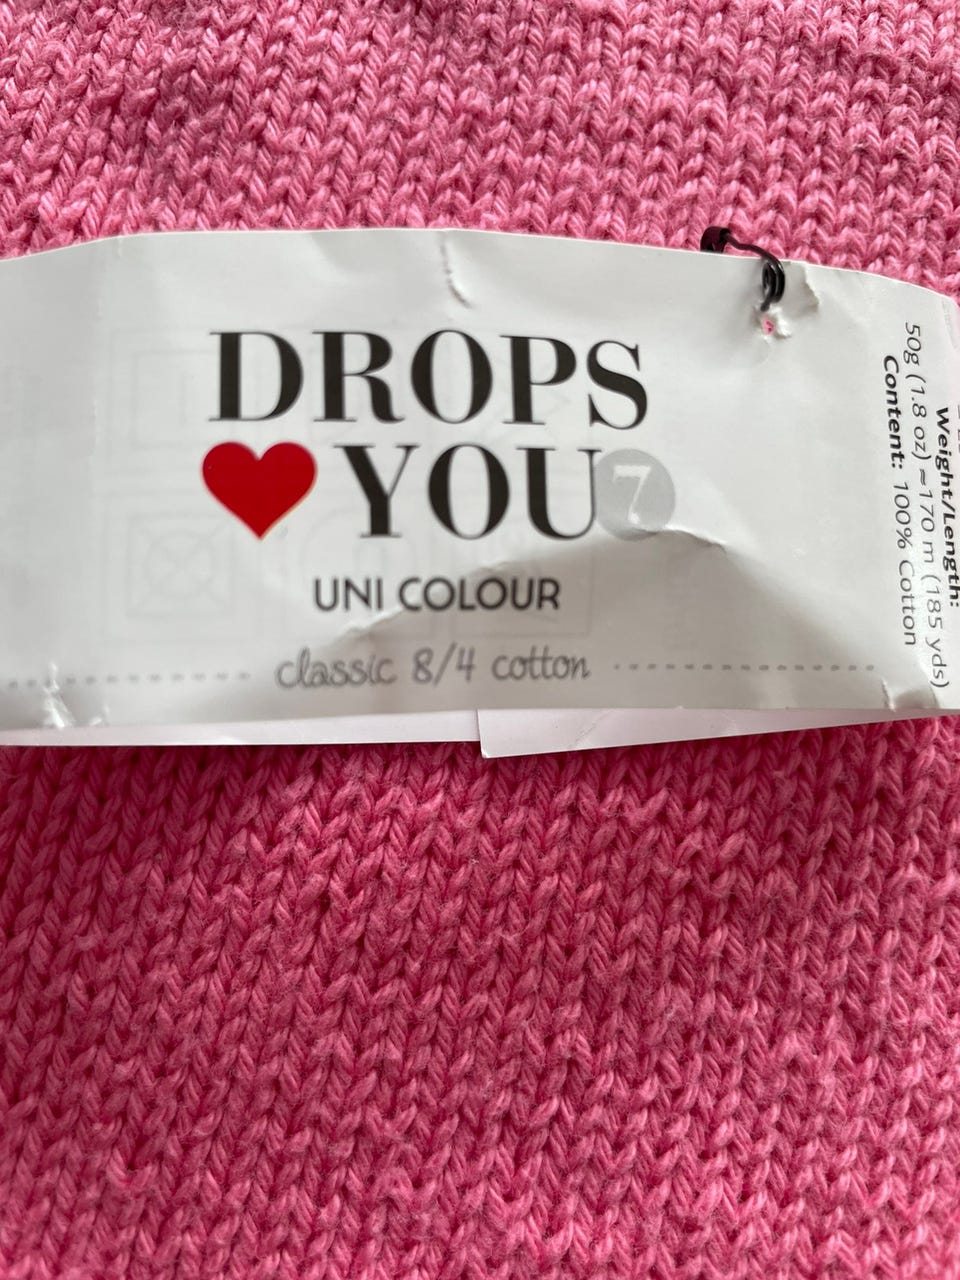 DROPS
♥ YOU 7
UNI COLOUR
classic 8/4 cotton
Weight/Length:
50g (1.8 oz) ≈170 m (185 yds)
Content: 100% Cotton